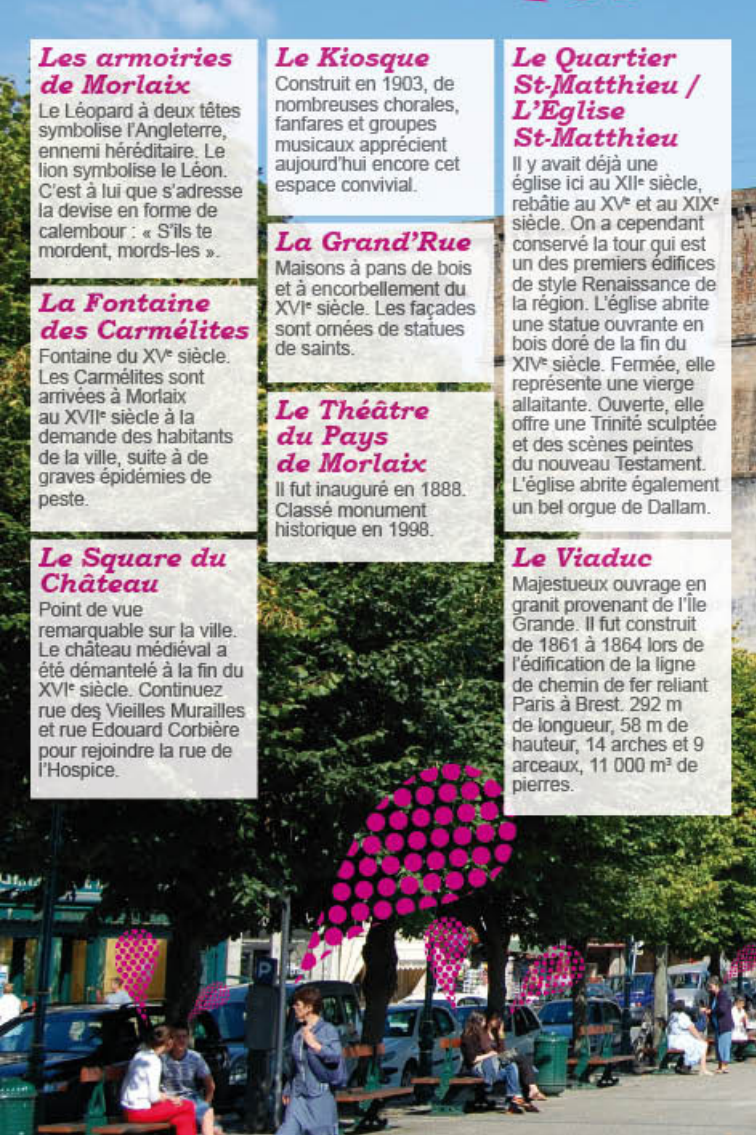 Les armoiries
de Morlaix
Le Léopard à deux têtes
symbolise l'Angleterre,
ennemi héréditaire. Le
lion symbolise le Léon.
C'est à lui que s'adresse
la devise en forme de
calembour : « S'ils te
mordent, mords-les ».
La Fontaine
des Carmélites
Fontaine du XVe siècle.
Les Carmélites sont
arrivées à Morlaix
au XVIIe siècle à la
demande des habitants
de la ville, suite à de
graves épidémies de
peste.
Le Square du
Château
Point de vue
remarquable sur la ville.
Le château médiéval a
été démantelé à la fin du
XVIe siècle. Continuez
rue des Vieilles Murailles
et rue Edouard Corbière
pour rejoindre la rue de
l'Hospice.
Le Kiosque
Construit en 1903, de
nombreuses chorales,
fanfares et groupes
musicaux apprécient
aujourd'hui encore cet
espace convivial.
La Grand'Rue
Maisons à pans de bois
et à encorbellement du
XVIe siècle. Les façades
sont ornées de statues
de saints.
Le Théâtre
du Pays
de Morlaix
Il fut inauguré en 1888.
Classé monument
historique en 1998.
Le Quartier
St-Matthieu /
L'Église
St-Matthieu
Il y avait déjà une
église ici au XIIe siècle,
rebâtie au XVe et au XIXe
siècle. On a cependant
conservé la tour qui est
un des premiers édifices
de style Renaissance de
la région. L'église abrite
une statue ouvrante en
bois doré de la fin du
XIVe siècle. Fermée, elle
représente une vierge
allaitante. Ouverte, elle
offre une Trinité sculptée
et des scènes peintes
du nouveau Testament.
L'église abrite également
un bel orgue de Dallam.
Le Viaduc
Majestueux ouvrage en
granit provenant de l'Île
Grande. Il fut construit
de 1861 à 1864 lors de
l'édification de la ligne
de chemin de fer reliant
Paris à Brest. 292 m
de longueur, 58 m de
hauteur, 14 arches et 9
arceaux, 11 000 m³ de
pierres.
P